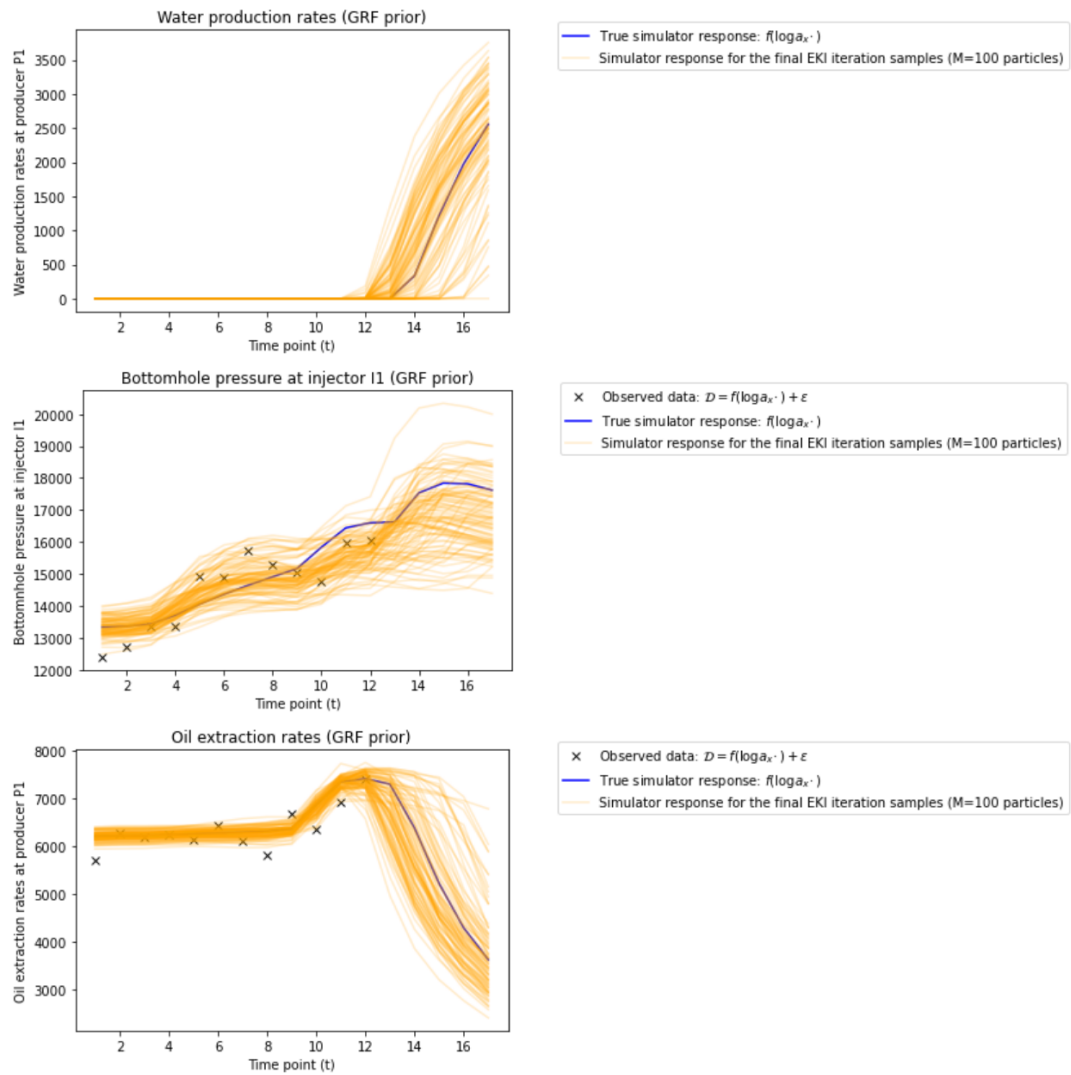 Water production rates (GRF prior)
Water production rates at producer P1
3500
3000
2500
2000
1500
1000
500
0
2 4 6 8 10 12 14 16
Time point (t)
True simulator response: f(loga_x·)
Simulator response for the final EKI iteration samples (M=100 particles)
Bottomhole pressure at injector I1 (GRF prior)
Bottomnhole pressure at injector I1
20000
19000
18000
17000
16000
15000
14000
13000
12000
2 4 6 8 10 12 14 16
Time point (t)
Observed data: 𝒟 = f(loga_x·) + ε
True simulator response: f(loga_x·)
Simulator response for the final EKI iteration samples (M=100 particles)
Oil extraction rates (GRF prior)
Oil extraction rates at producer P1
8000
7000
6000
5000
4000
3000
2 4 6 8 10 12 14 16
Time point (t)
Observed data: 𝒟 = f(loga_x·) + ε
True simulator response: f(loga_x·)
Simulator response for the final EKI iteration samples (M=100 particles)